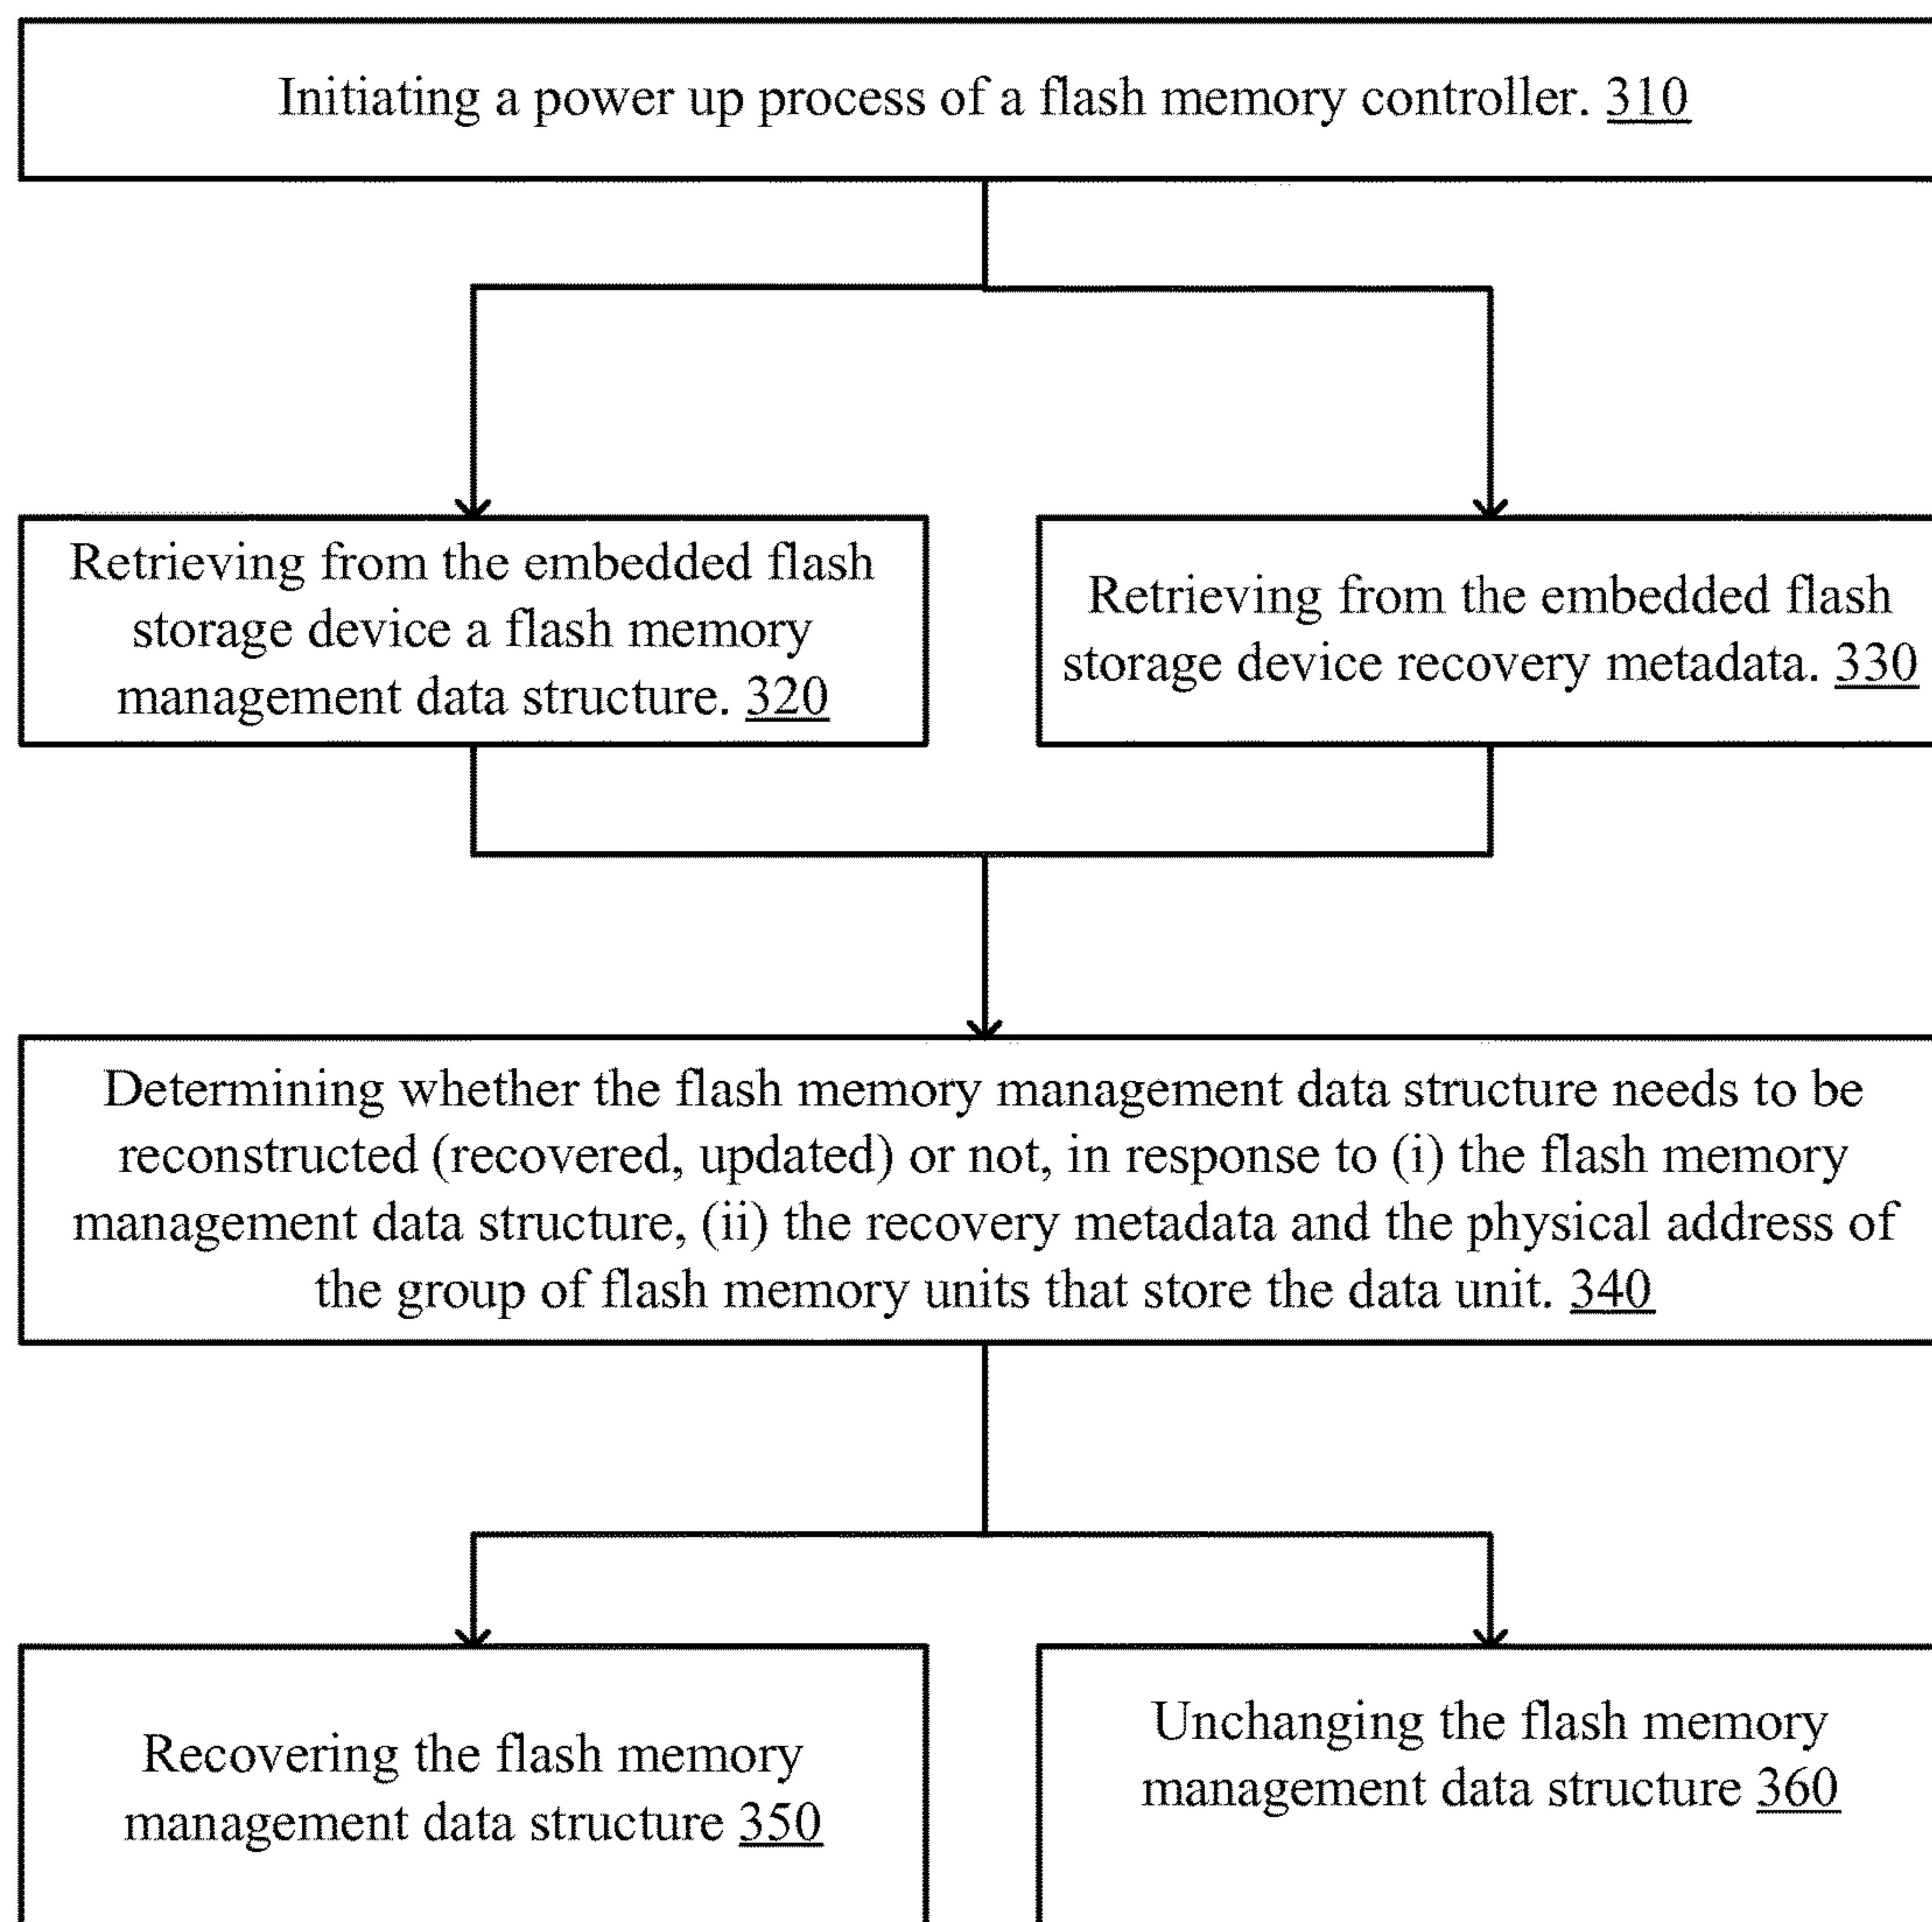 Initiating a power up process of a flash memory controller. 310
Retrieving from the embedded flash
storage device a flash memory
management data structure. 320
Retrieving from the embedded flash
storage device recovery metadata. 330
Determining whether the flash memory management data structure needs to be
reconstructed (recovered, updated) or not, in response to (i) the flash memory
management data structure, (ii) the recovery metadata and the physical address of
the group of flash memory units that store the data unit. 340
Recovering the flash memory
management data structure 350
Unchanging the flash memory
management data structure 360